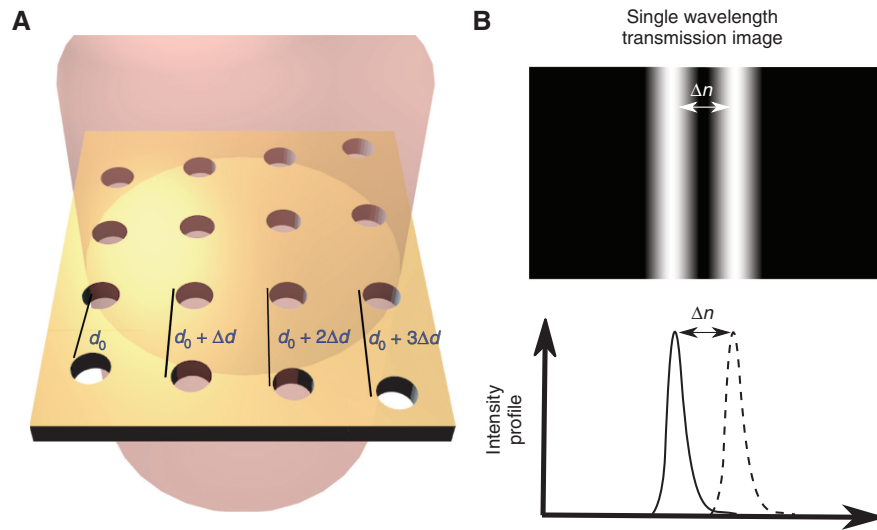 A
d₀
d₀ + Δd
d₀ + 2Δd
d₀ + 3Δd
B
Single wavelength
transmission image
Δn
Δn
Intensity
profile